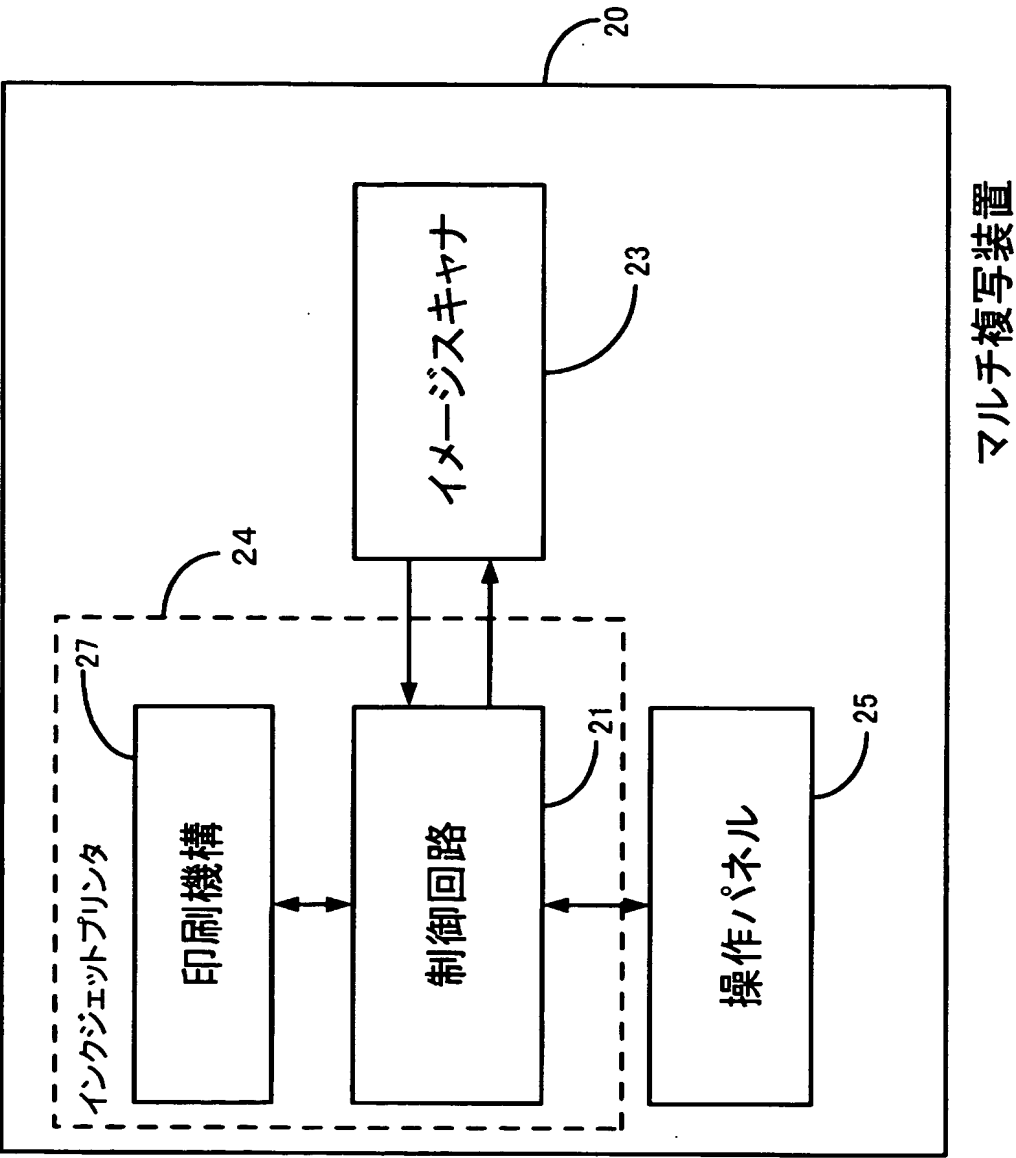 20
インクジェットプリンタ
24
印刷機構
27
制御回路
21
イメージスキャナ
23
操作パネル
25
マルチ複写装置